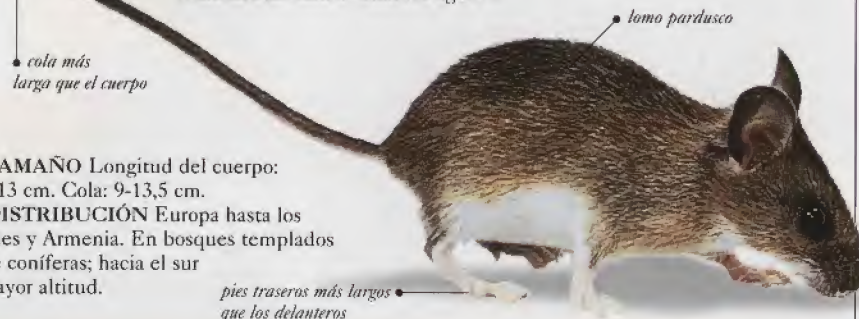 lomo pardusco
cola más
larga que el cuerpo
AMAÑO Longitud del cuerpo:
13 cm. Cola: 9-13,5 cm.
ISTRIBUCIÓN Europa hasta los
es y Armenia. En bosques templados
coníferas; hacia el sur
ayor altitud.
pies traseros más largos
que los delanteros